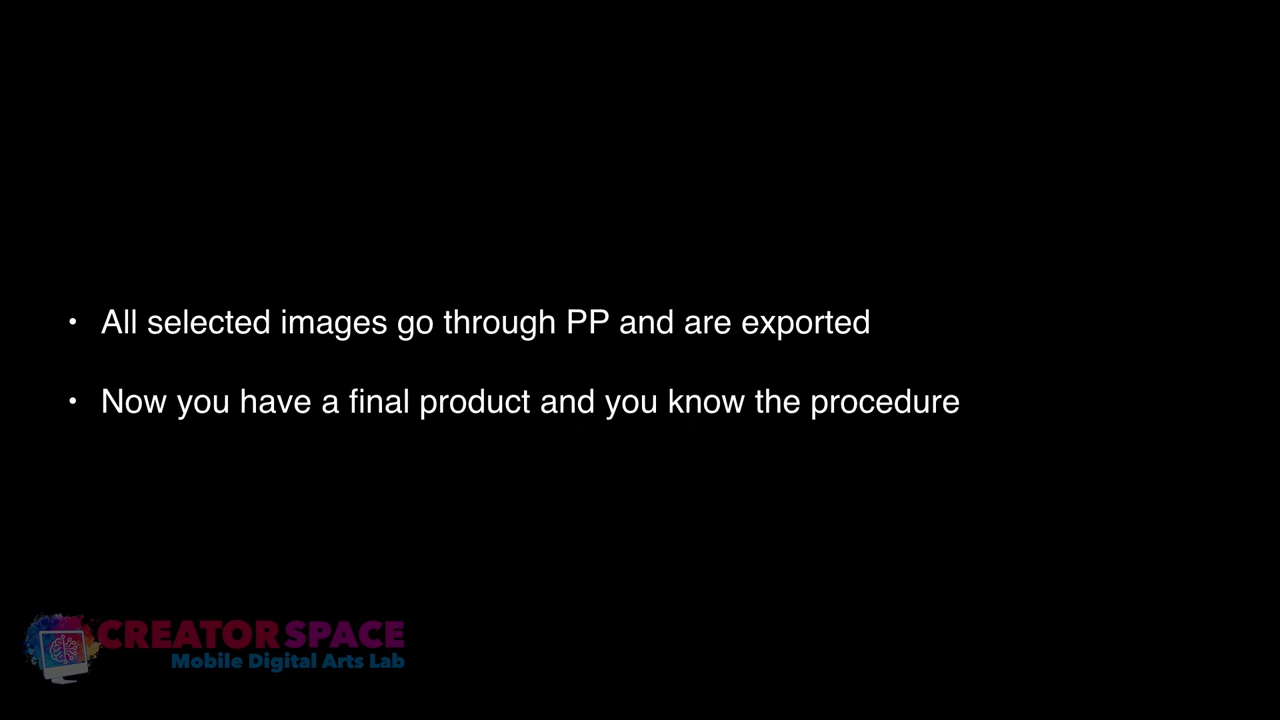 • All selected images go through PP and are exported
• Now you have a final product and you know the procedure
CREATORSPACE
Mobile Digital Arts Lab